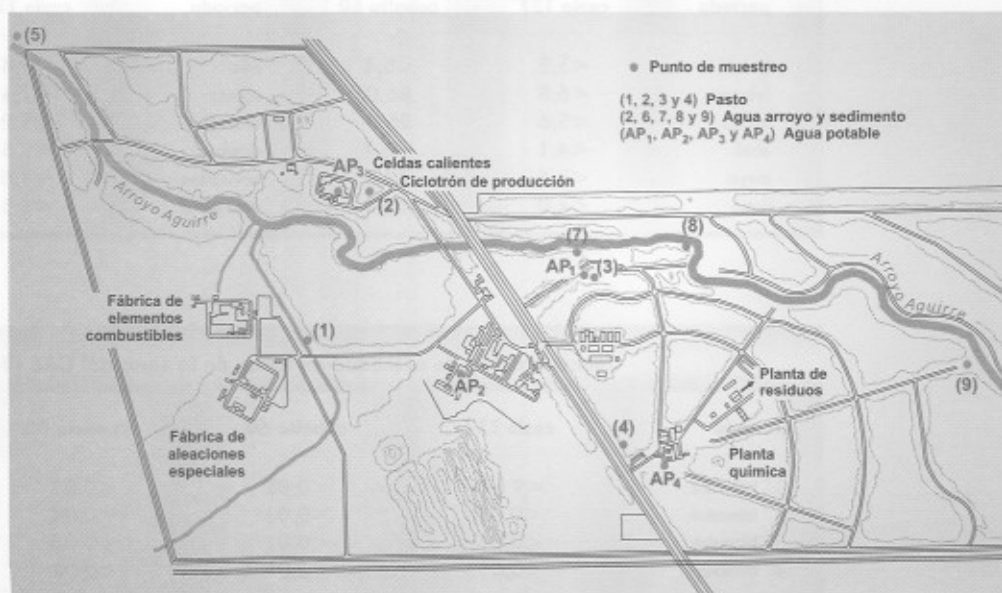 (5)
• Punto de muestreo
(1, 2, 3 y 4) Pasto
(2, 6, 7, 8 y 9) Agua arroyo y sedimento
(AP₁, AP₂, AP₃ y AP₄) Agua potable
AP₃
Celdas calientes
Ciclotrón de producción
(2)
Arroyo Aguirre
(7)
(8)
AP₁
(3)
Arroyo Aguirre
Fábrica de
elementos
combustibles
(1)
AP₂
Planta de
residuos
(9)
Fábrica de
aleaciones
especiales
(4)
AP₄
Planta
química